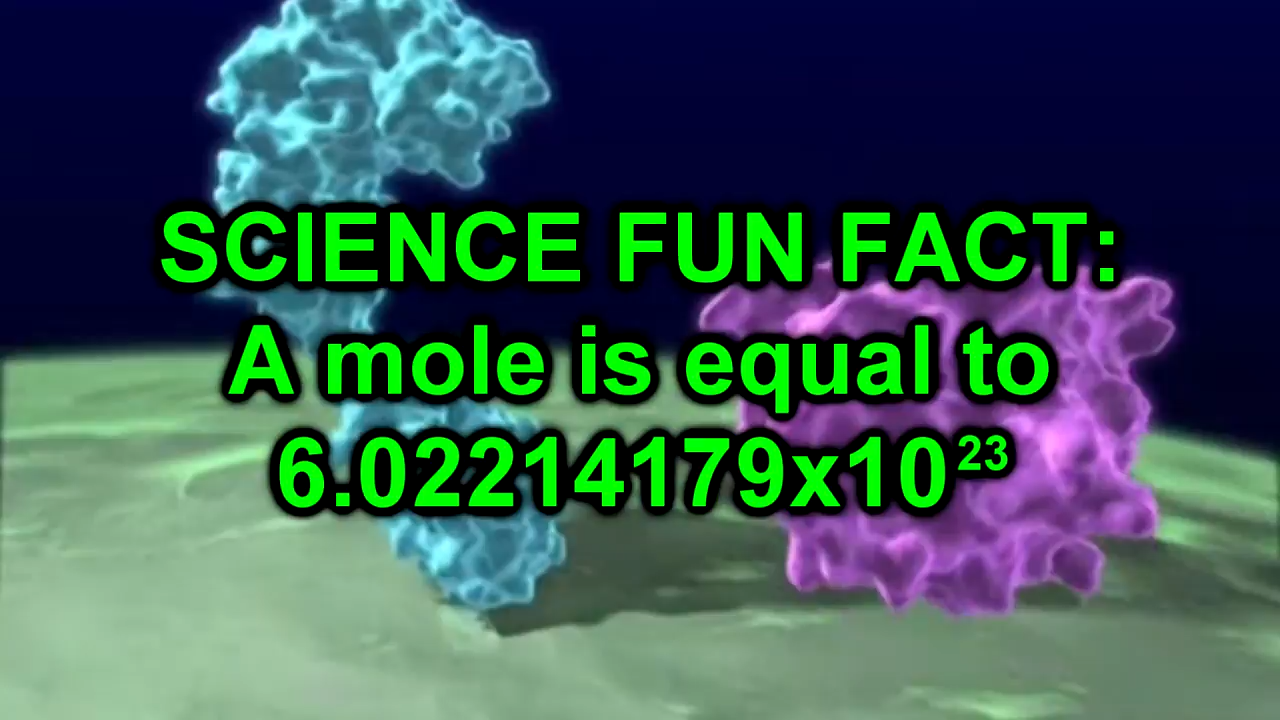 SCIENCE FUN FACT:
A mole is equal to
6.02214179x10²³